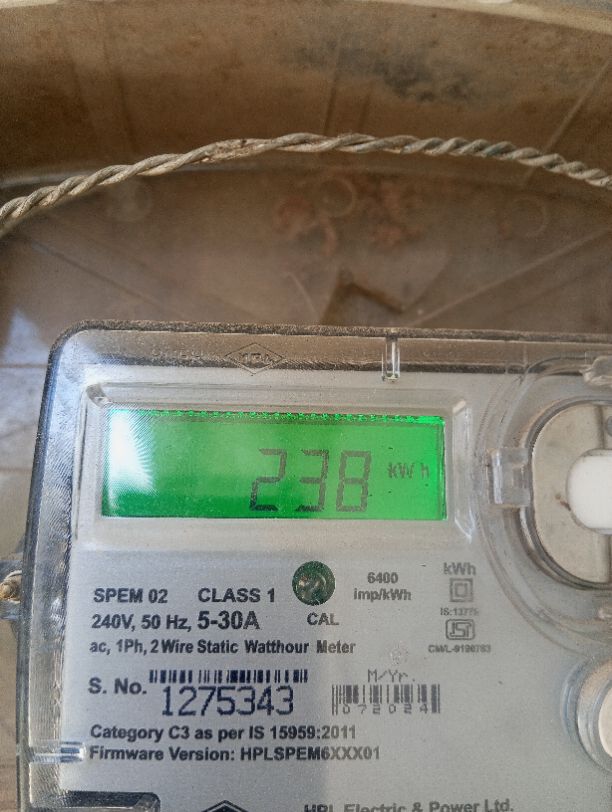 HPL
238 kWh
SPEM 02 CLASS 1
6400
imp/kWh
kWh
240V, 50 Hz, 5-30A
CAL
ac, 1Ph, 2 Wire Static Watthour Meter
S. No. 1275343
M/Yr.
072024
Category C3 as per IS 15959:2011
Firmware Version: HPLSPEM6XXX01
HPL Electric & Power Ltd.